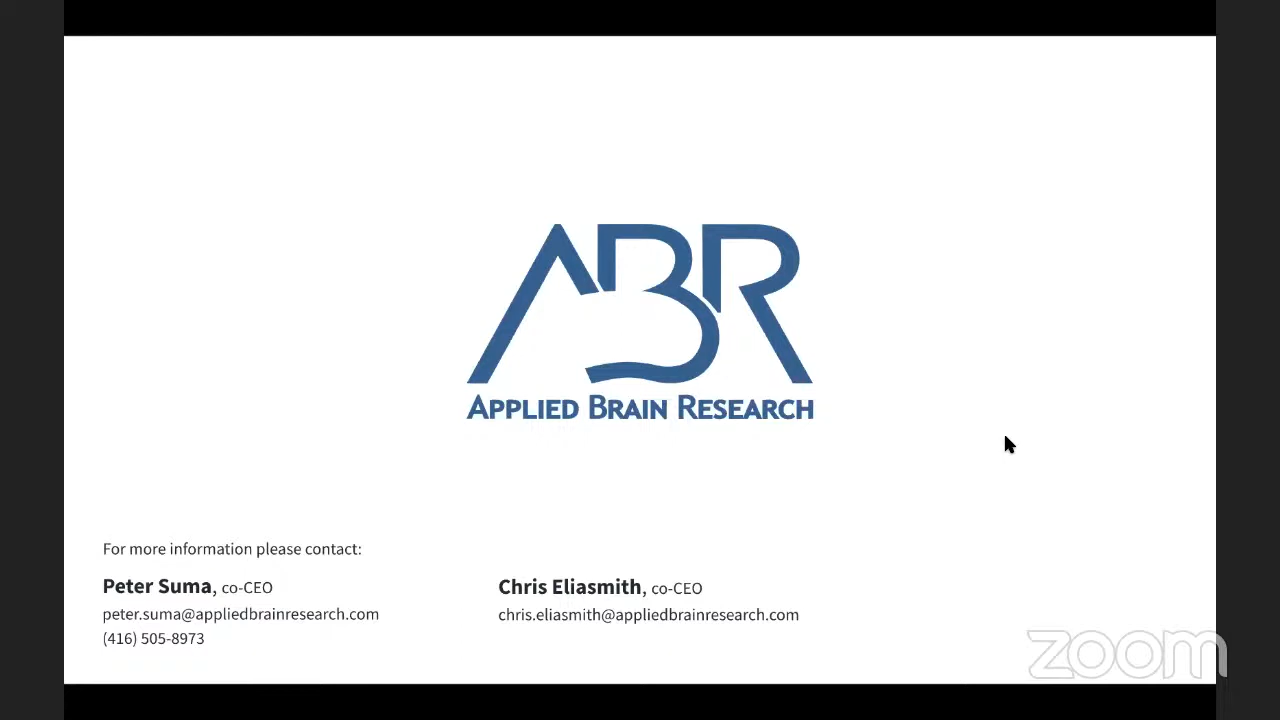 ABR
APPLIED BRAIN RESEARCH
For more information please contact:
Peter Suma, co-CEO
peter.suma@appliedbrainresearch.com
(416) 505-8973
Chris Eliasmith, co-CEO
chris.eliasmith@appliedbrainresearch.com
zoom